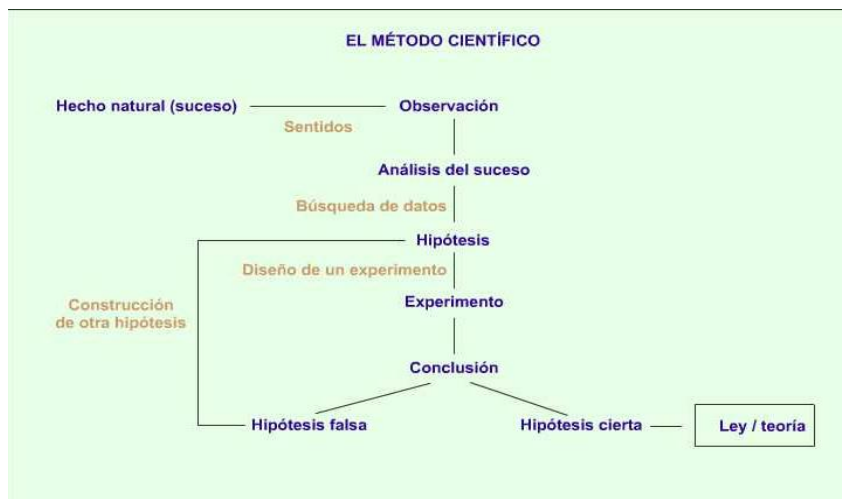 EL MÉTODO CIENTÍFICO
Hecho natural (suceso)
Observación
Sentidos
Análisis del suceso
Búsqueda de datos
Hipótesis
Diseño de un experimento
Construcción
de otra hipótesis
Experimento
Conclusión
Hipótesis falsa
Hipótesis cierta
Ley / teoría